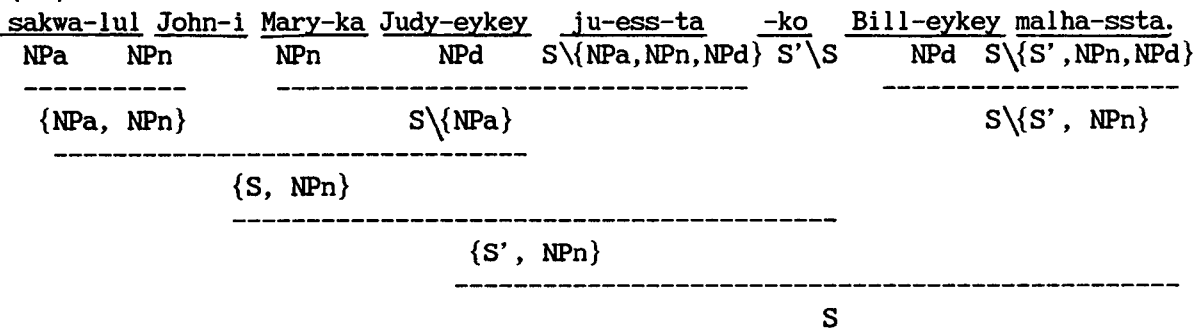 sakwa-lul John-i Mary-ka Judy-eykey ju-ess-ta -ko Bill-eykey malha-ssta.
NPa NPn NPn NPd S\{NPa,NPn,NPd} S'\S NPd S\{S',NPn,NPd}
{NPa, NPn} S\{NPa} S\{S', NPn}
{S, NPn}
{S', NPn}
S